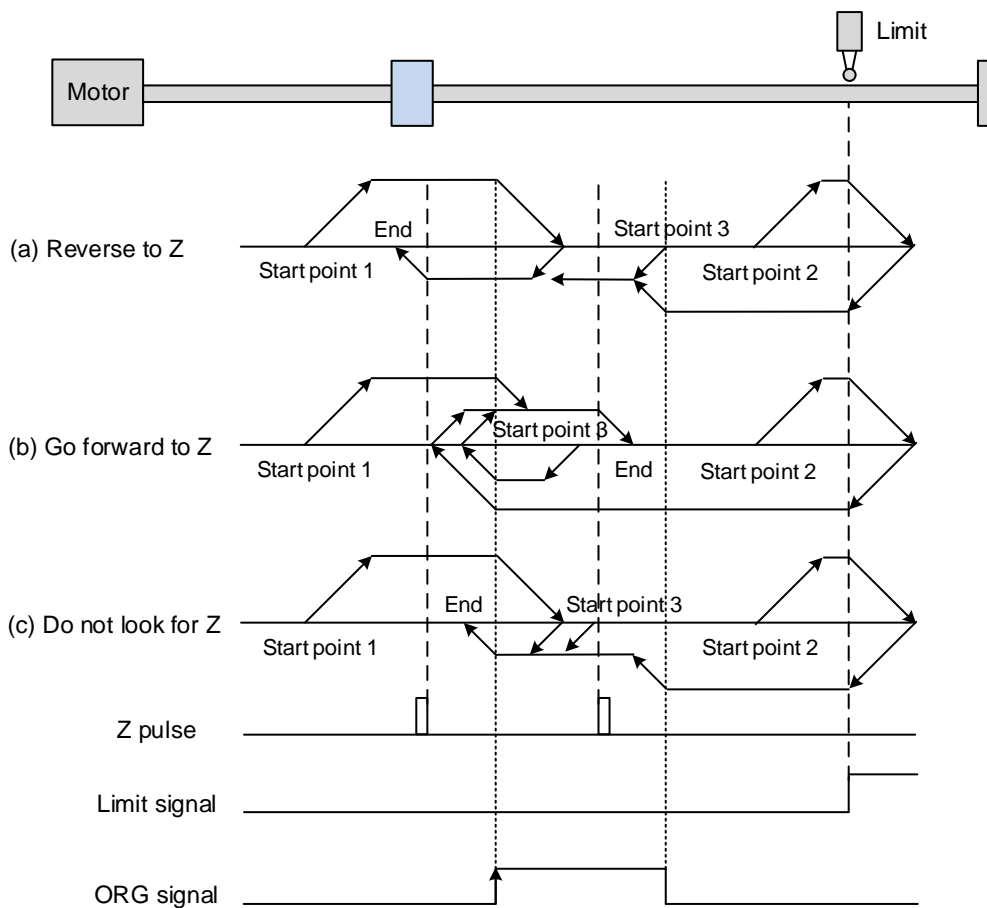 Limit
Motor
(a) Reverse to Z
End
Start point 3
Start point 1
Start point 2
(b) Go forward to Z
Start point 3
Start point 1
End
Start point 2
(c) Do not look for Z
End
Start point 3
Start point 1
Start point 2
Z pulse
Limit signal
ORG signal